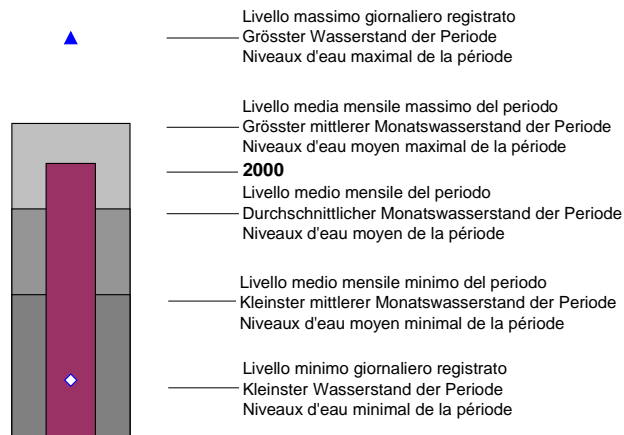 Livello massimo giornaliero registrato
Grösster Wasserstand der Periode
Niveaux d'eau maximal de la période
Livello media mensile massimo del periodo
Grösster mittlerer Monatswasserstand der Periode
Niveaux d'eau moyen maximal de la période
2000
Livello medio mensile del periodo
Durchschnittlicher Monatswasserstand der Periode
Niveaux d'eau moyen de la période
Livello medio mensile minimo del periodo
Kleinster mittlerer Monatswasserstand der Periode
Niveaux d'eau moyen minimal de la période
Livello minimo giornaliero registrato
Kleinster Wasserstand der Periode
Niveaux d'eau minimal de la période